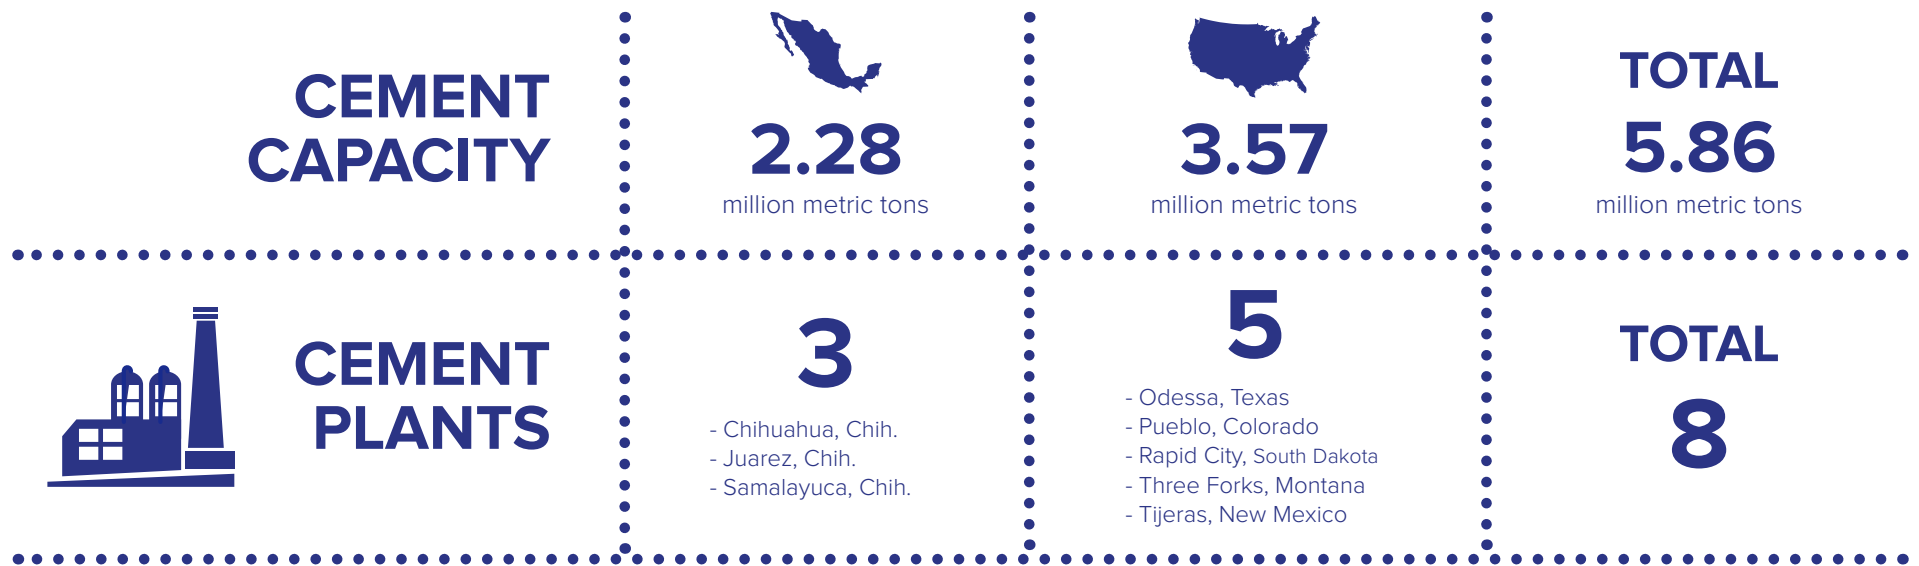 CEMENT
CAPACITY
2.28
million metric tons
3.57
million metric tons
TOTAL
5.86
million metric tons
CEMENT
PLANTS
3
- Chihuahua, Chih.
- Juarez, Chih.
- Samalayuca, Chih.
5
- Odessa, Texas
- Pueblo, Colorado
- Rapid City, South Dakota
- Three Forks, Montana
- Tijeras, New Mexico
TOTAL
8